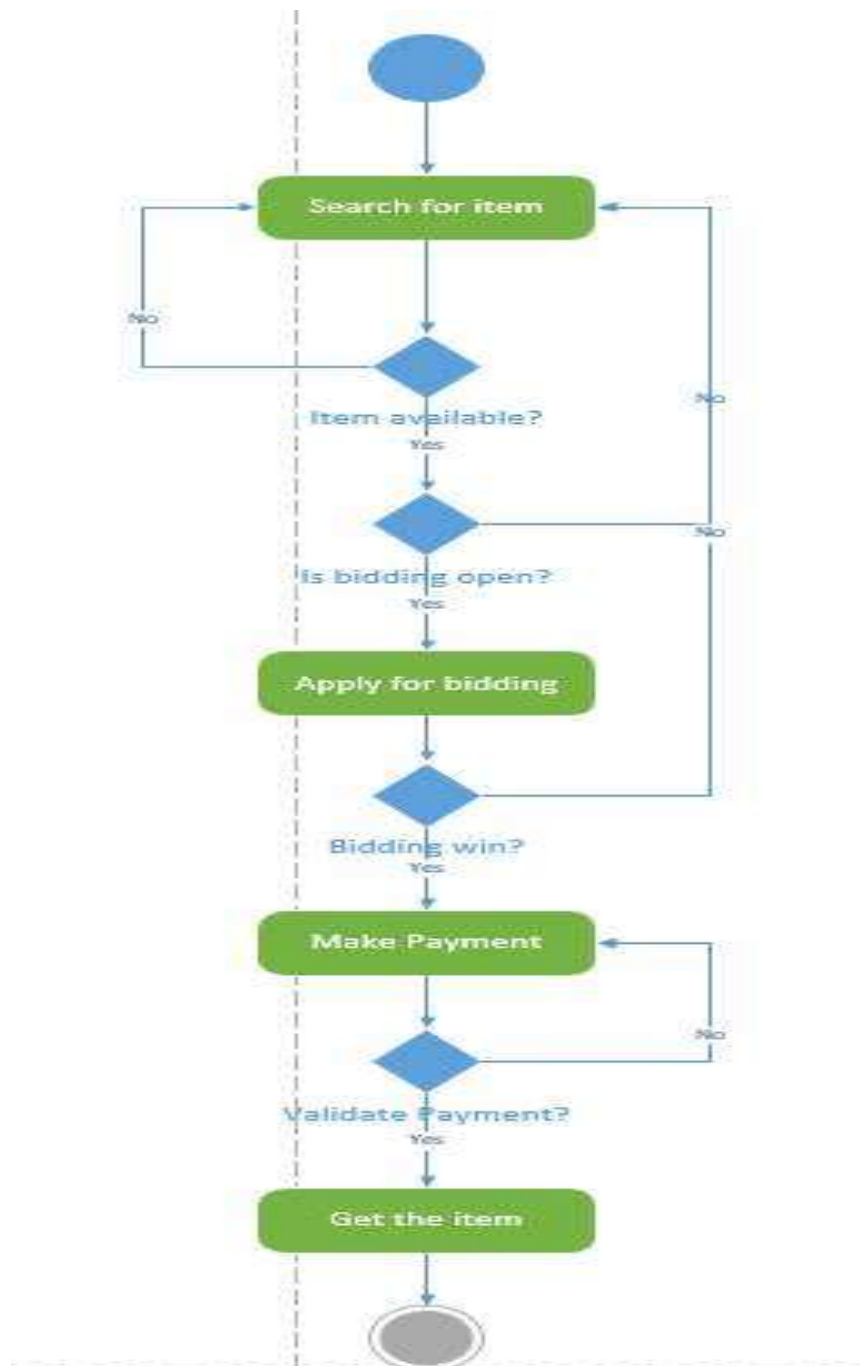 Search for item
No
No
Item available?
Yes
No
Is bidding open?
Yes
Apply for bidding
Bidding win?
Yes
Make Payment
No
Validate Payment?
Yes
Get the item